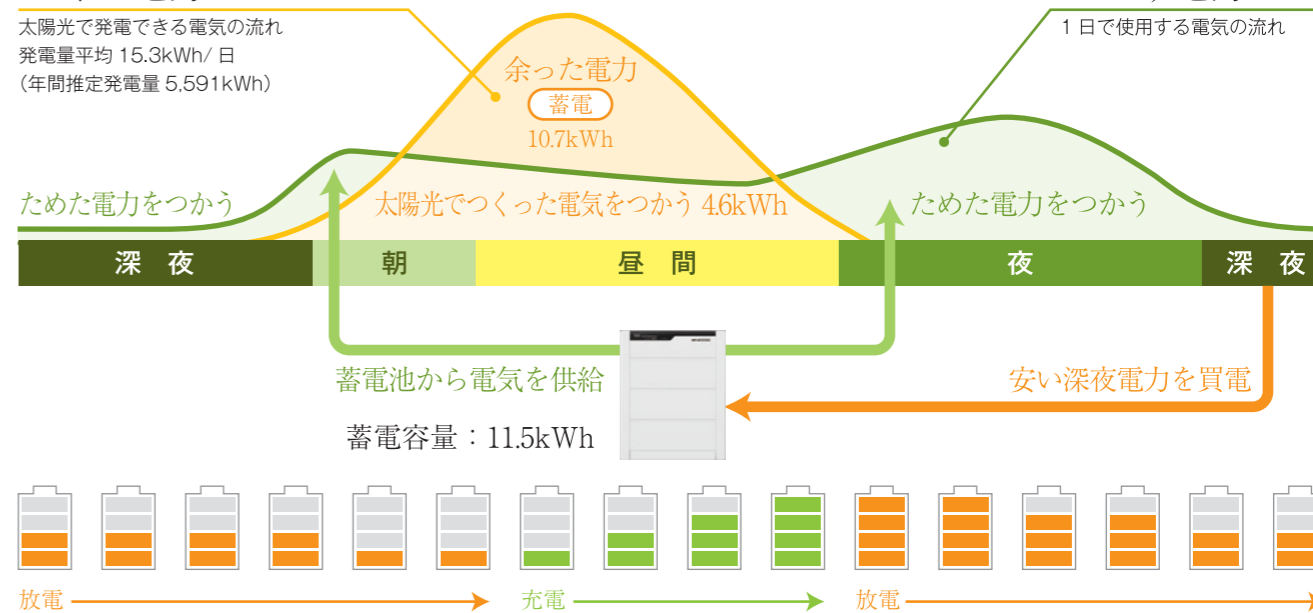 太陽光で発電できる電気の流れ
発電量平均 15.3kWh/ 日
（年間推定発電量 5,591kWh）
1 日で使用する電気の流れ
余った電力
蓄電
10.7kWh
ためた電力をつかう
太陽光でつくった電気をつかう 4.6kWh
ためた電力をつかう
深 夜
朝
昼 間
夜
深 夜
蓄電池から電気を供給
安い深夜電力を買電
蓄電容量：11.5kWh
放電
充電
放電